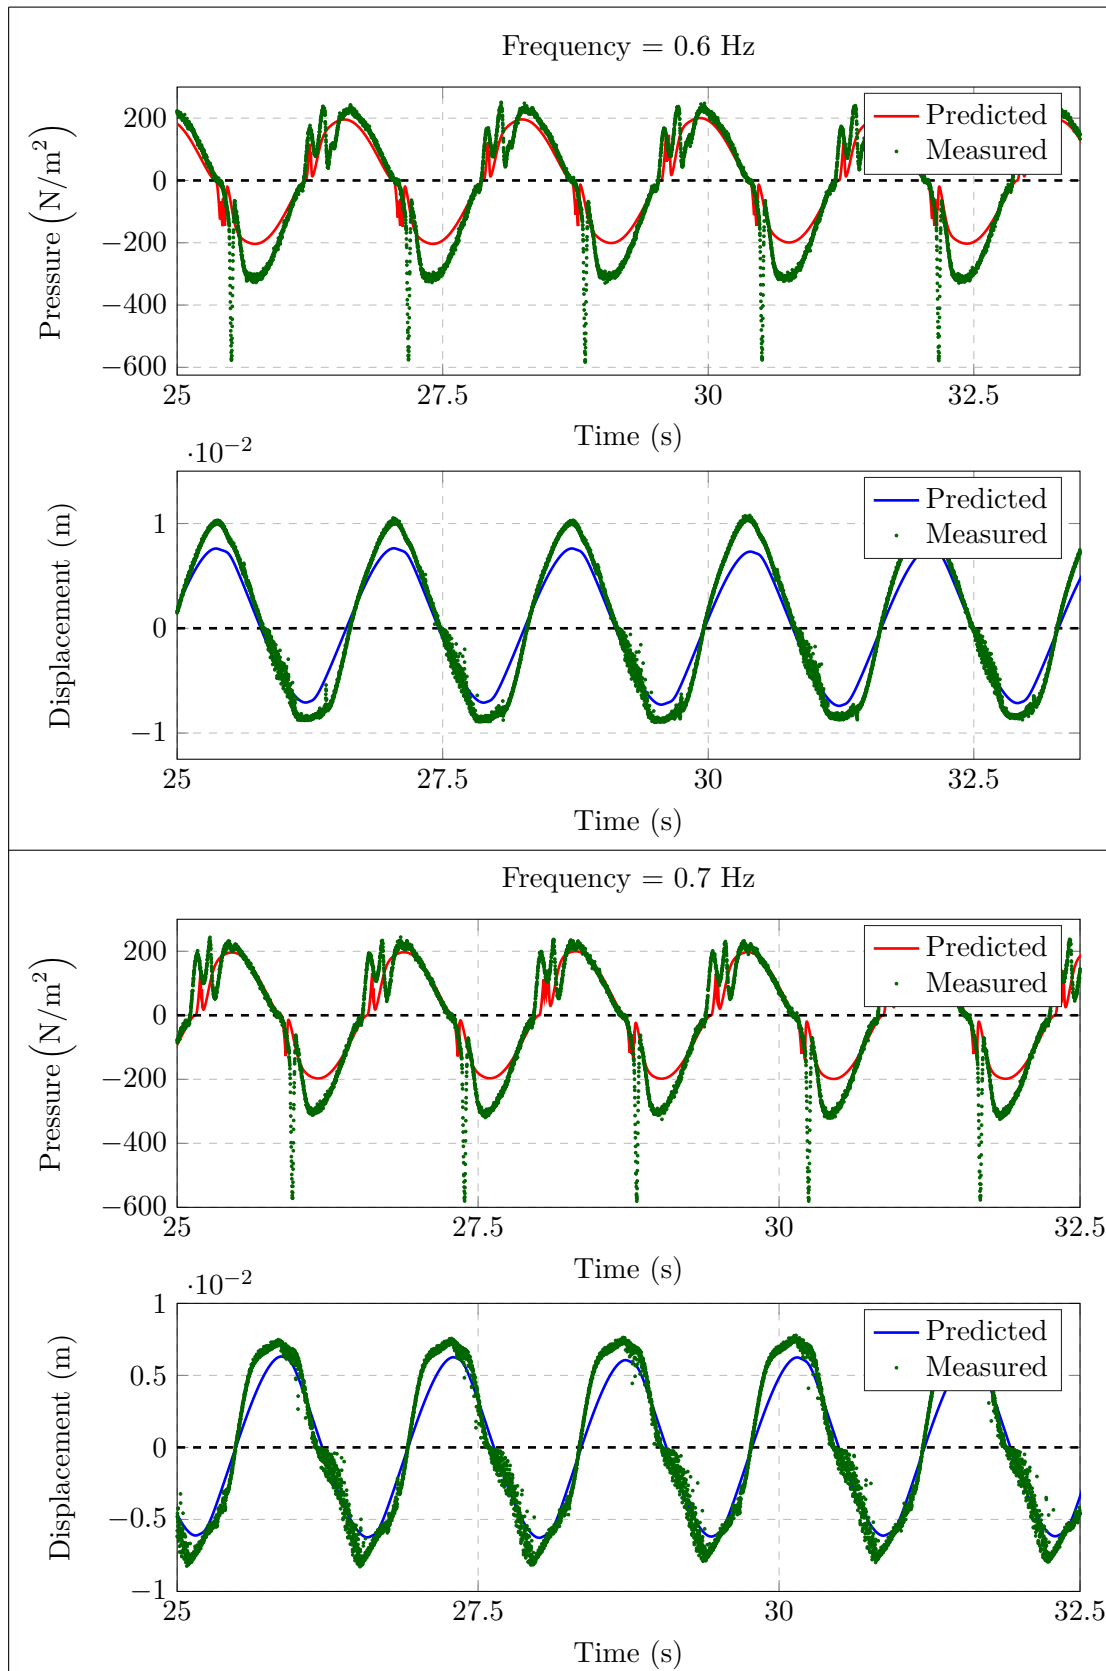 Frequency = 0.6 Hz
Pressure (N/m²)
200
0
−200
−400
−600
Predicted
Measured
25
27.5
30
32.5
Time (s)
·10⁻²
Displacement (m)
1
0
−1
Predicted
Measured
25
27.5
30
32.5
Time (s)
Frequency = 0.7 Hz
Pressure (N/m²)
200
0
−200
−400
−600
Predicted
Measured
25
27.5
30
32.5
Time (s)
·10⁻²
Displacement (m)
1
0.5
0
−0.5
−1
Predicted
Measured
25
27.5
30
32.5
Time (s)